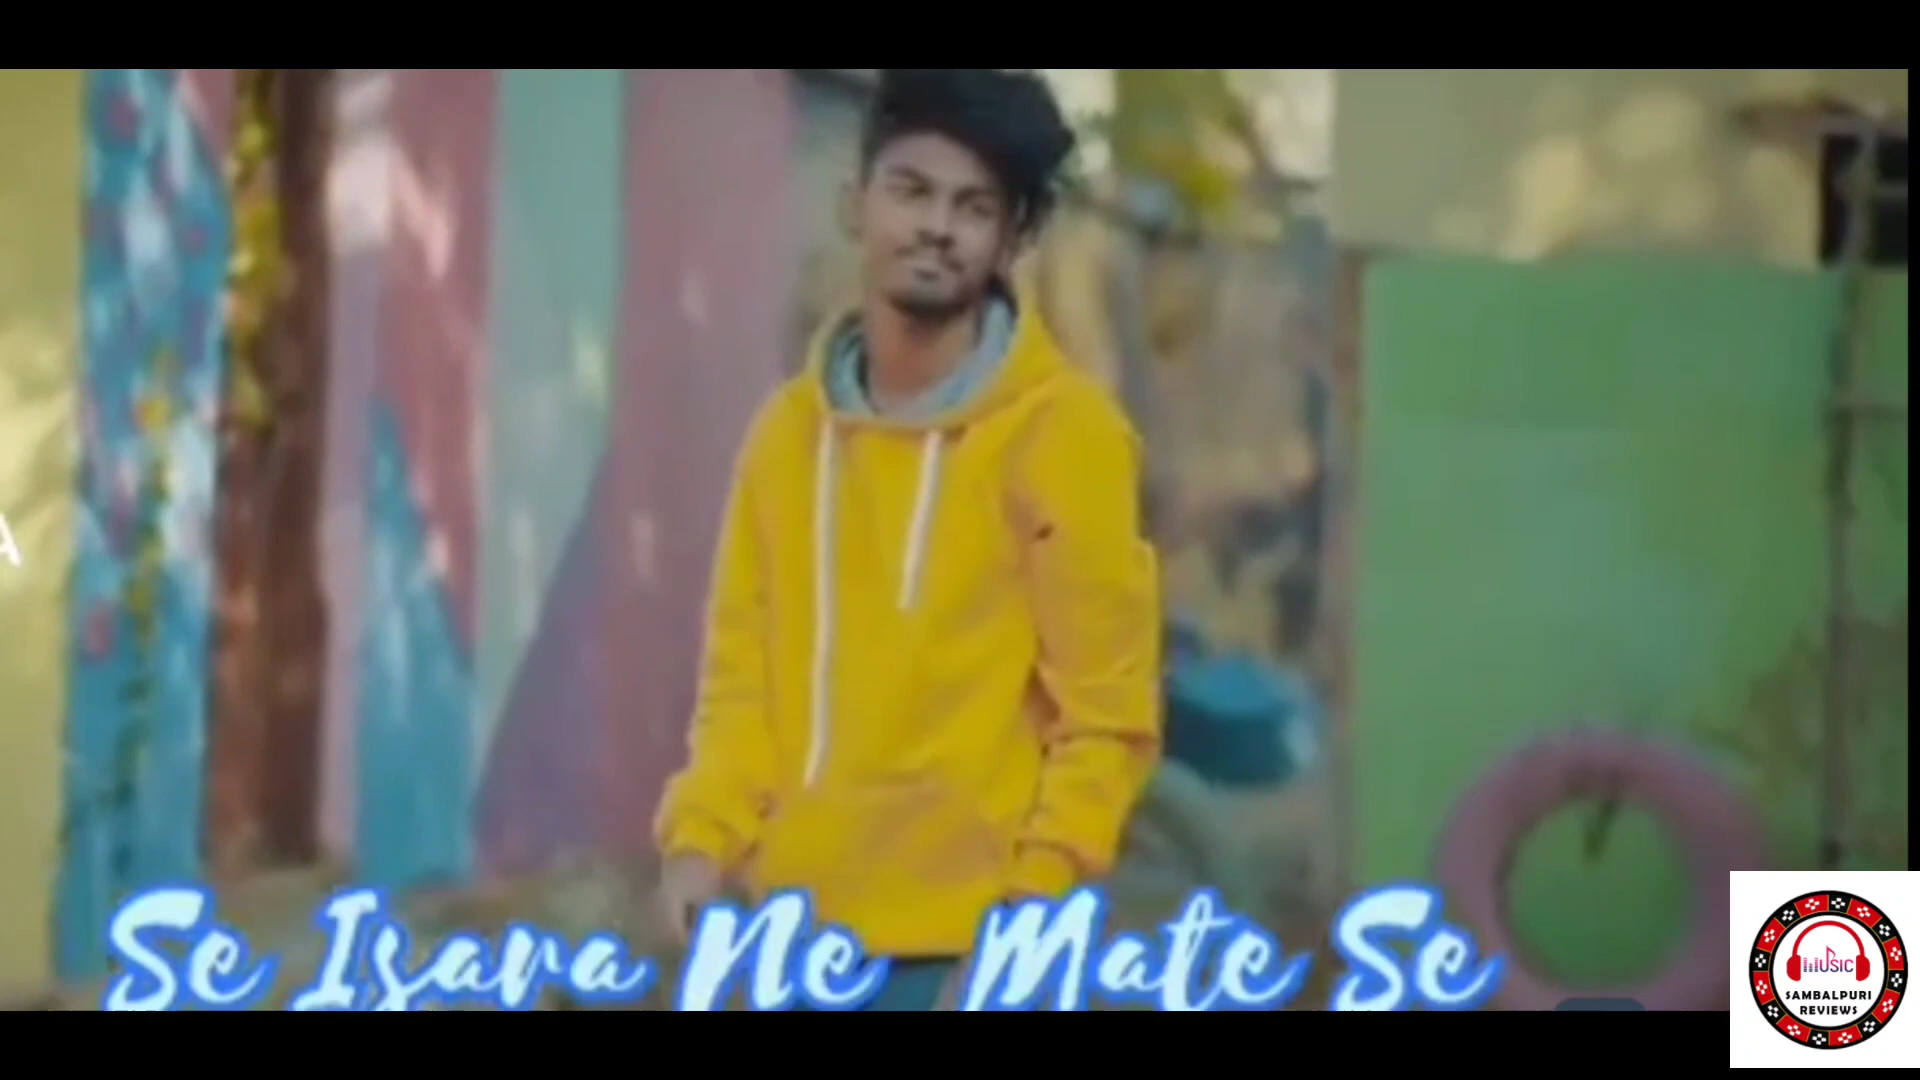 A
Se Isara Ne Mate Se
MUSIC
SAMBALPURI
REVIEWS